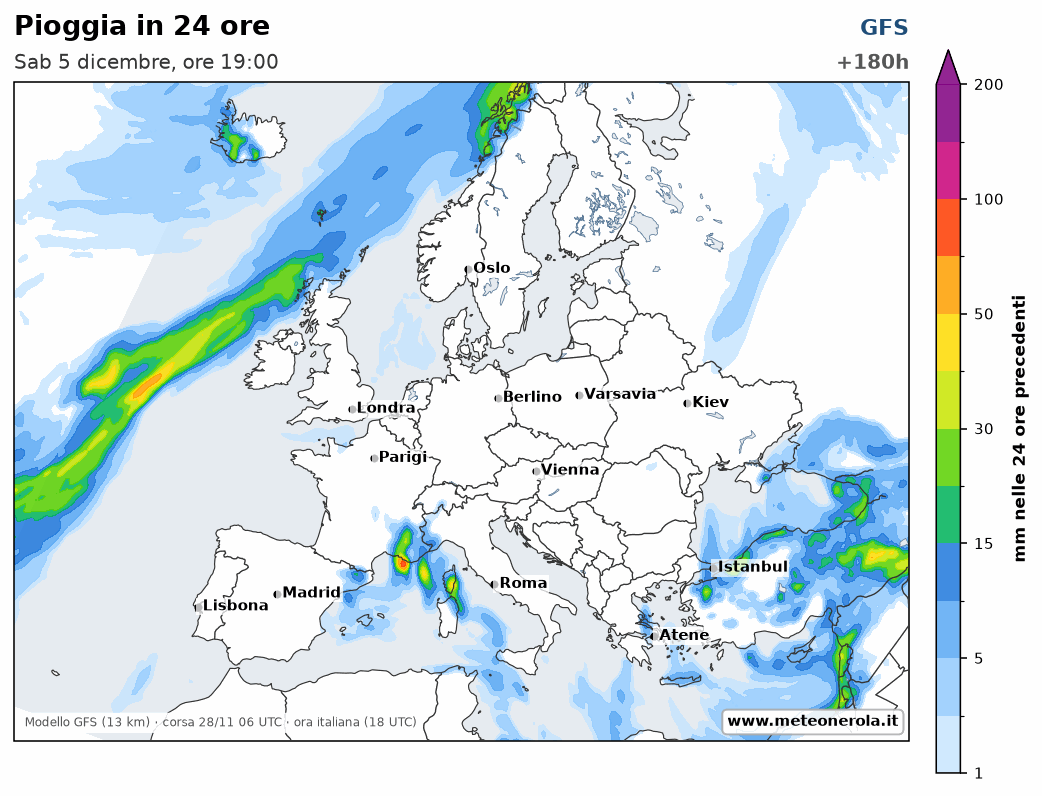 Pioggia in 24 ore
GFS
Sab 5 dicembre, ore 19:00
+180h
200
100
50
30
15
5
1
mm nelle 24 ore precedenti
Oslo
Berlino
Varsavia
Kiev
Londra
Parigi
Vienna
Istanbul
Roma
Madrid
Lisbona
Atene
Modello GFS (13 km) · corsa 28/11 06 UTC · ora italiana (18 UTC)
www.meteonerola.it